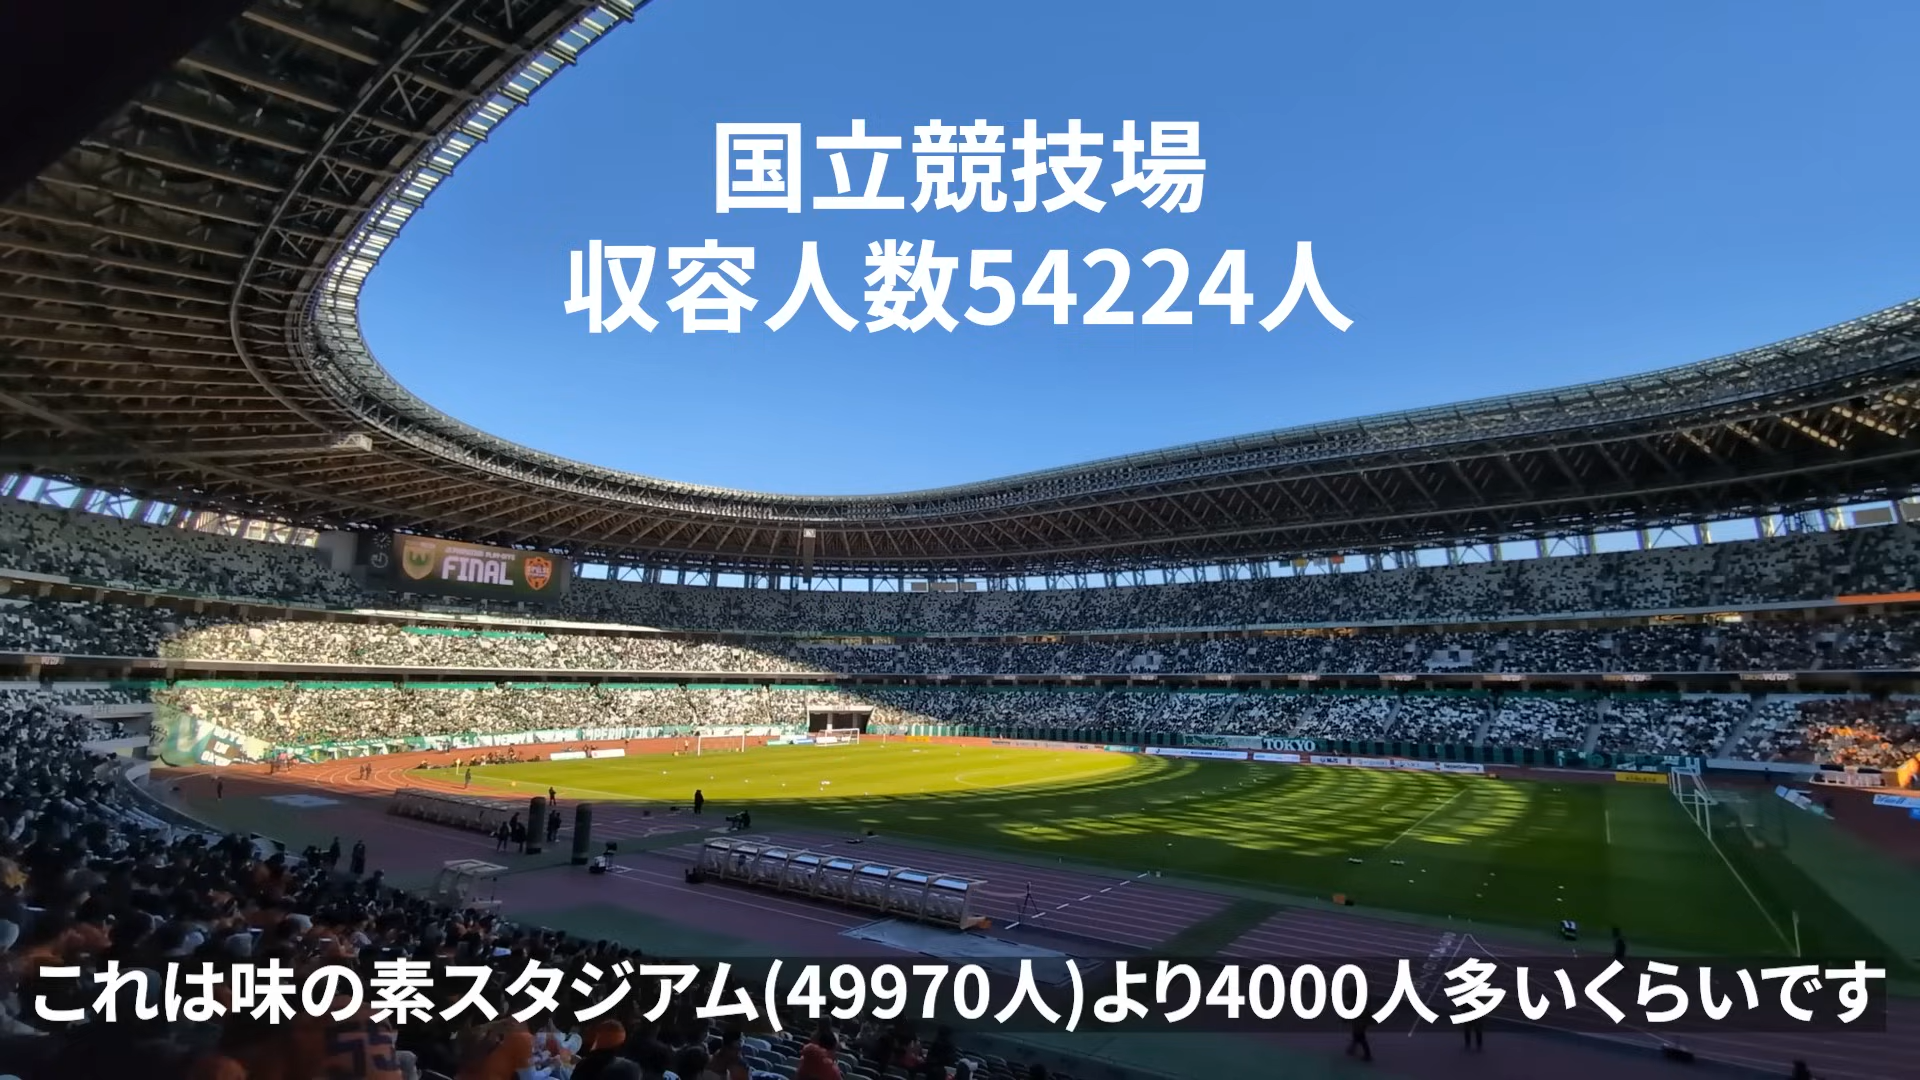 国立競技場
収容人数54224人
FINAL
TOKYO
これは味の素スタジアム(49970人)より4000人多いくらいです